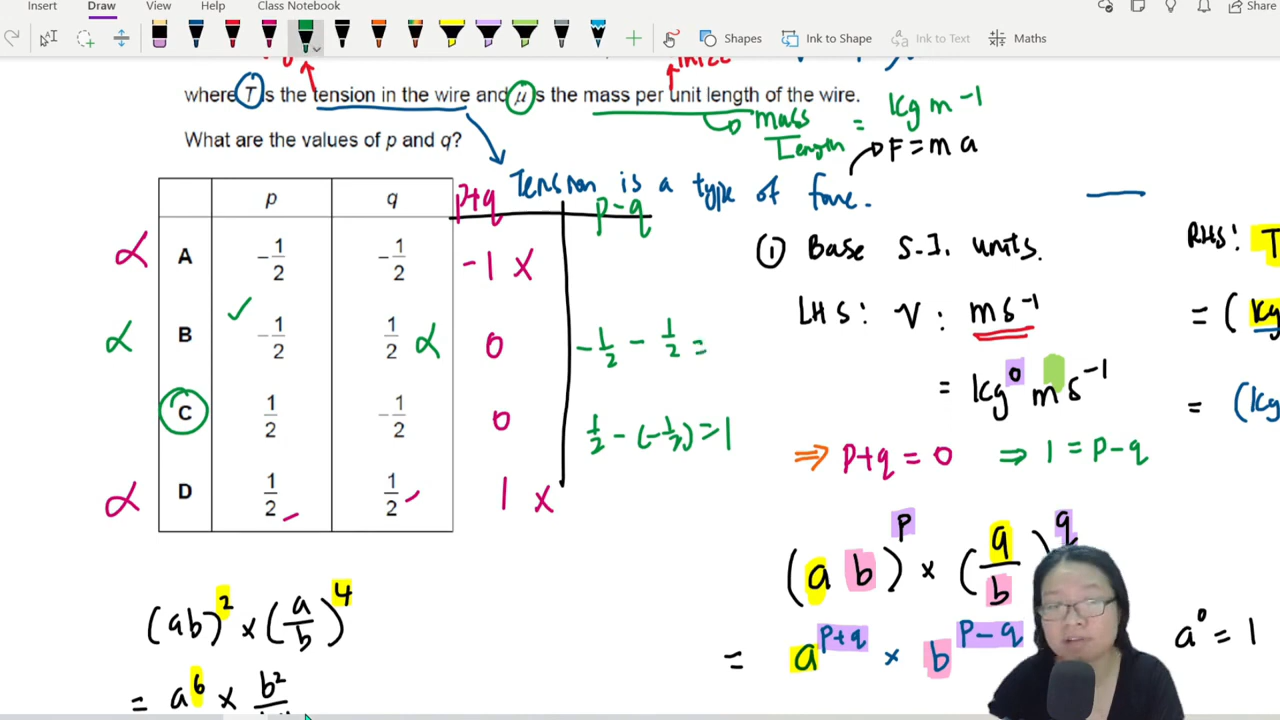 Insert Draw View Help Class Notebook
Share
Shapes Ink to Shape Ink to Text Maths
where T is the tension in the wire and μ is the mass per unit length of the wire.
mass
length = kg m⁻¹
What are the values of p and q?
F = m a
Tension is a type of force.
p q p+q p-q
A -1/2 -1/2 -1 x
B -1/2 1/2 0 -1/2 - 1/2 =
C 1/2 -1/2 0 1/2 - (-1/2) = 1
D 1/2 1/2 1 x
① Base S.I. units.
RHS: T
LHS: V: ms⁻¹
= (kg
= kg⁰ m s⁻¹
= (kg
⇒ p+q = 0 ⇒ 1 = p-q
(a b)^p × (a/b)^q
= a^(p+q) × b^(p-q)
a⁰ = 1
(ab)² × (a/b)⁴
= a⁶ × b²